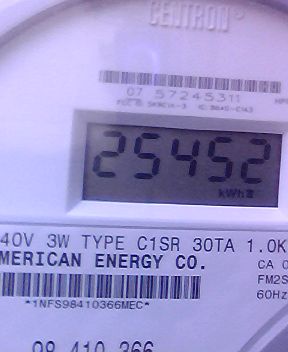 CENTRON®
07 57245311
25452
kWh
40V 3W TYPE C1SR 30TA 1.0K
MERICAN ENERGY CO.
CA 0
FM2S
*1NFS98410366MEC*
60Hz
98 410 366